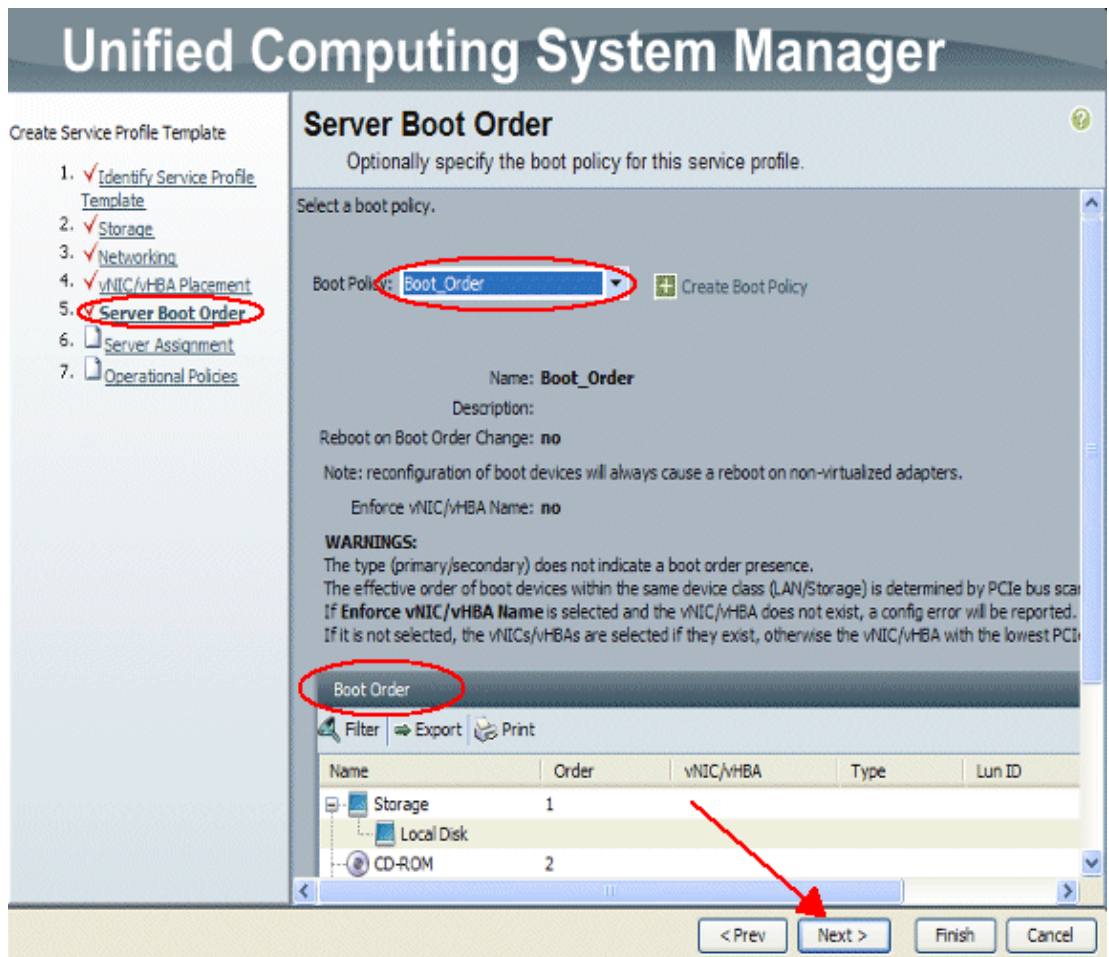 Unified Computing System Manager
Create Service Profile Template
1. Identify Service Profile
Template
2. Storage
3. Networking
4. vNIC/vHBA Placement
5. Server Boot Order
6. Server Assignment
7. Operational Policies
Server Boot Order
Optionally specify the boot policy for this service profile.
Select a boot policy.
Boot Policy: Boot_Order
Create Boot Policy
Name: Boot_Order
Description:
Reboot on Boot Order Change: no
Note: reconfiguration of boot devices will always cause a reboot on non-virtualized adapters.
Enforce vNIC/vHBA Name: no
WARNINGS:
The type (primary/secondary) does not indicate a boot order presence.
The effective order of boot devices within the same device class (LAN/Storage) is determined by PCIe bus scan
If Enforce vNIC/vHBA Name is selected and the vNIC/vHBA does not exist, a config error will be reported.
If it is not selected, the vNICs/vHBAs are selected if they exist, otherwise the vNIC/vHBA with the lowest PCIe
Boot Order
Filter Export Print
Name Order vNIC/vHBA Type Lun ID
Storage 1
Local Disk
CD-ROM 2
< Prev Next > Finish Cancel